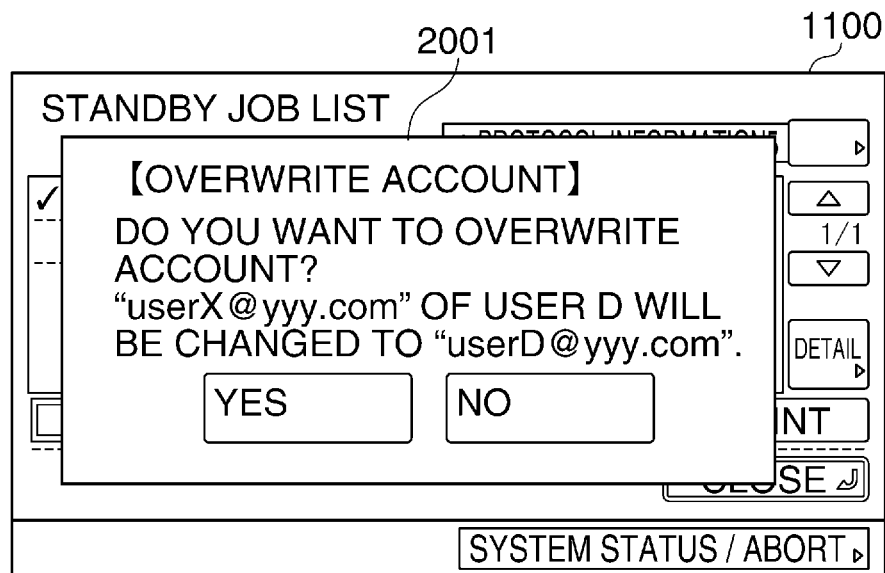 2001
1100
STANDBY JOB LIST
【OVERWRITE ACCOUNT】
DO YOU WANT TO OVERWRITE
ACCOUNT?
“userX@yyy.com” OF USER D WILL
BE CHANGED TO “userD@yyy.com”.
YES
NO
1/1
DETAIL
CLOSE
SYSTEM STATUS / ABORT